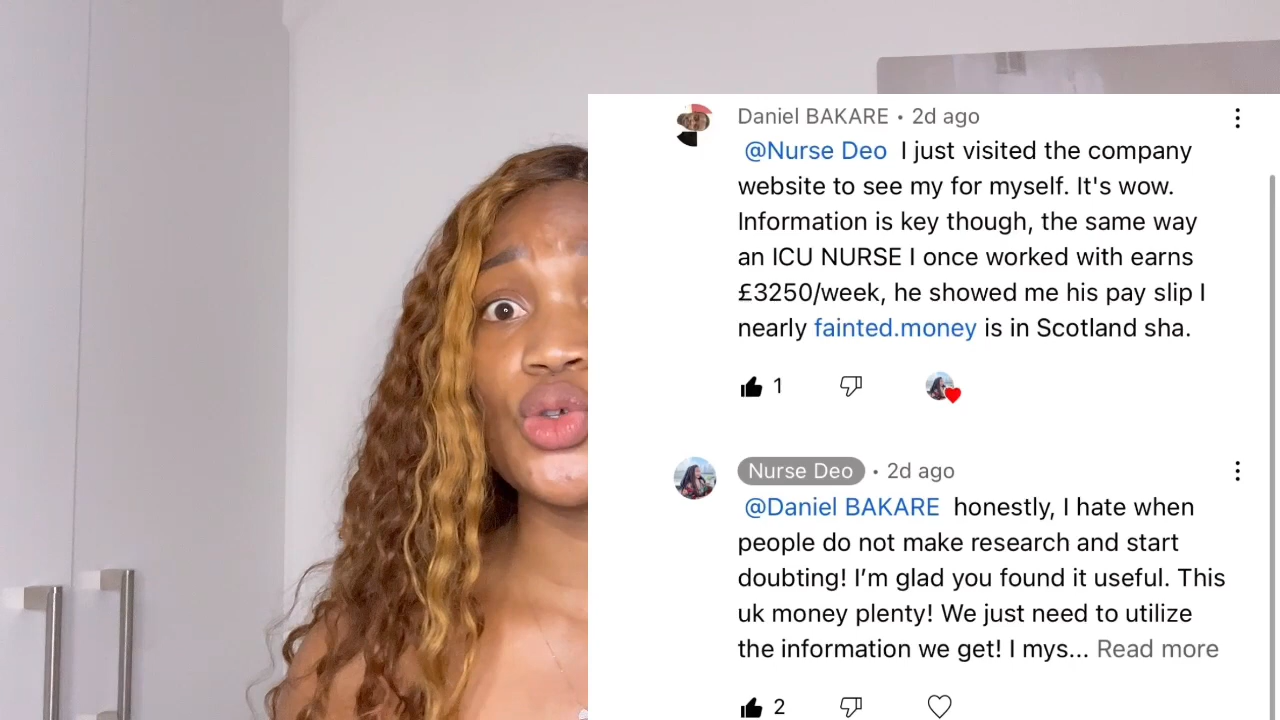 Daniel BAKARE • 2d ago
@Nurse Deo I just visited the company
website to see my for myself. It's wow.
Information is key though, the same way
an ICU NURSE I once worked with earns
£3250/week, he showed me his pay slip I
nearly fainted.money is in Scotland sha.
1
Nurse Deo • 2d ago
@Daniel BAKARE honestly, I hate when
people do not make research and start
doubting! I’m glad you found it useful. This
uk money plenty! We just need to utilize
the information we get! I mys... Read more
2